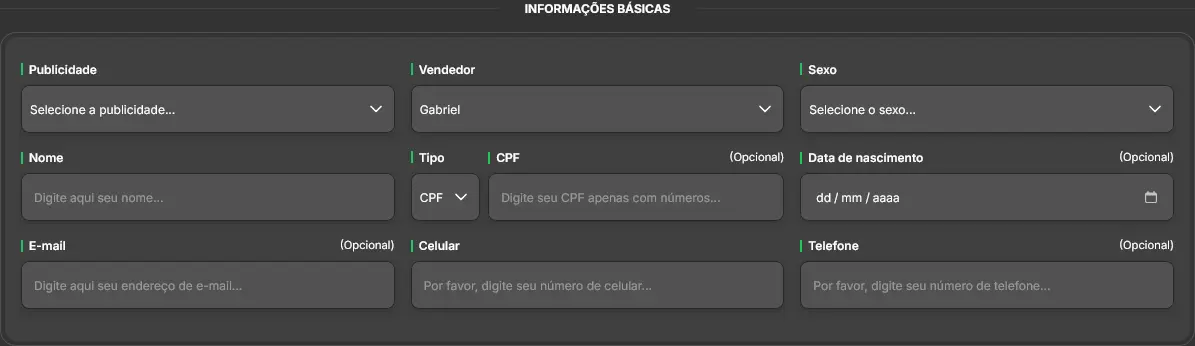 INFORMAÇÕES BÁSICAS
Publicidade Vendedor Sexo
Selecione a publicidade... Gabriel Selecione o sexo...
Nome Tipo CPF (Opcional) Data de nascimento (Opcional)
Digite aqui seu nome... CPF Digite seu CPF apenas com números... dd / mm / aaaa
E-mail (Opcional) Celular Telefone (Opcional)
Digite aqui seu endereço de e-mail... Por favor, digite seu número de celular... Por favor, digite seu número de telefone...